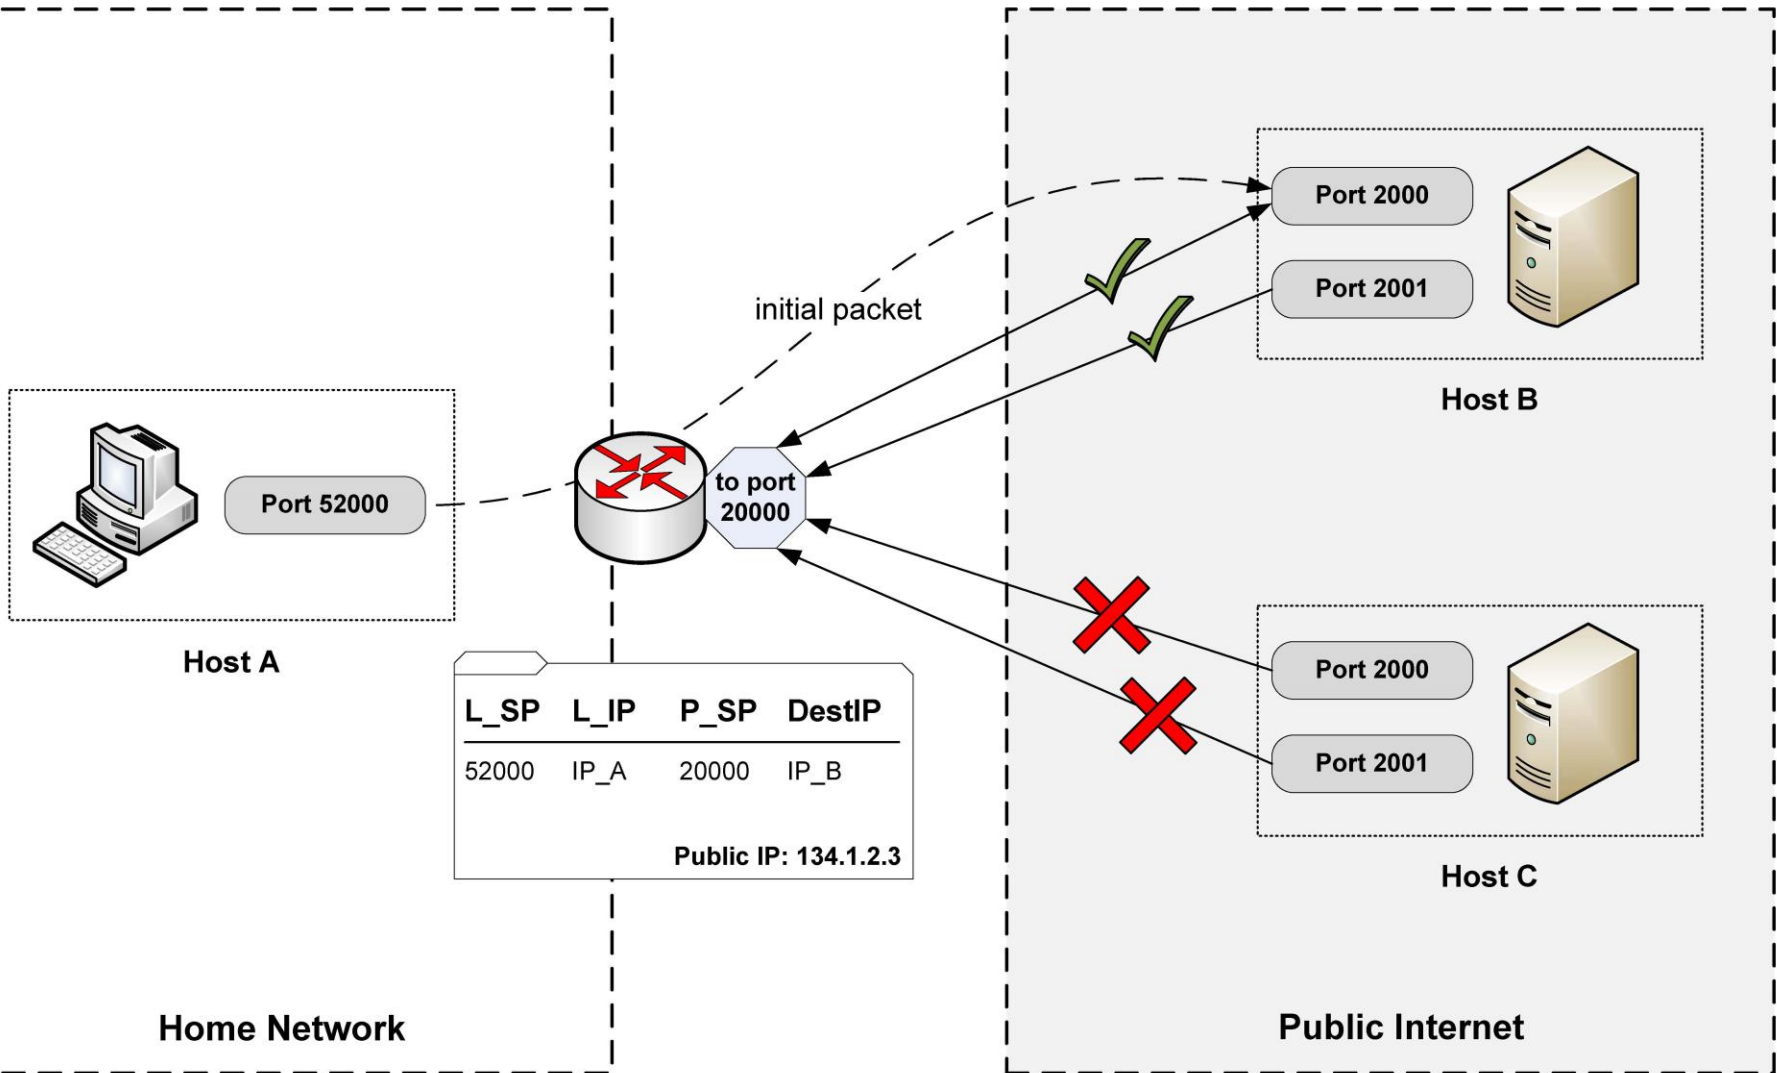 Port 2000
Port 2001
Host B
initial packet
Port 52000
to port
20000
Host A
Port 2000
Port 2001
Host C
L_SP L_IP P_SP DestIP
52000 IP_A 20000 IP_B
Public IP: 134.1.2.3
Home Network
Public Internet